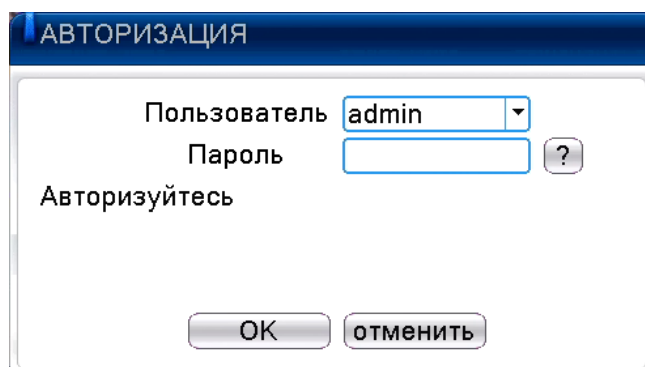 АВТОРИЗАЦИЯ
Пользователь admin
Пароль ?
Авторизуйтесь
OK отменить